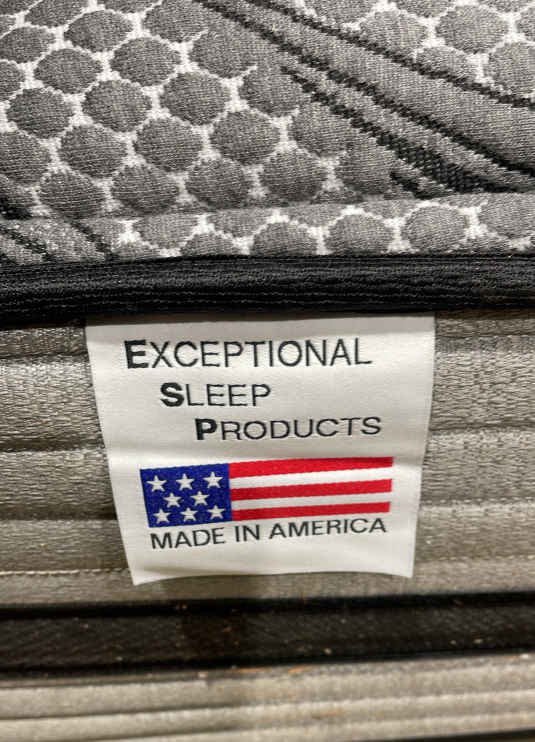 EXCEPTIONAL
SLEEP
PRODUCTS
MADE IN AMERICA